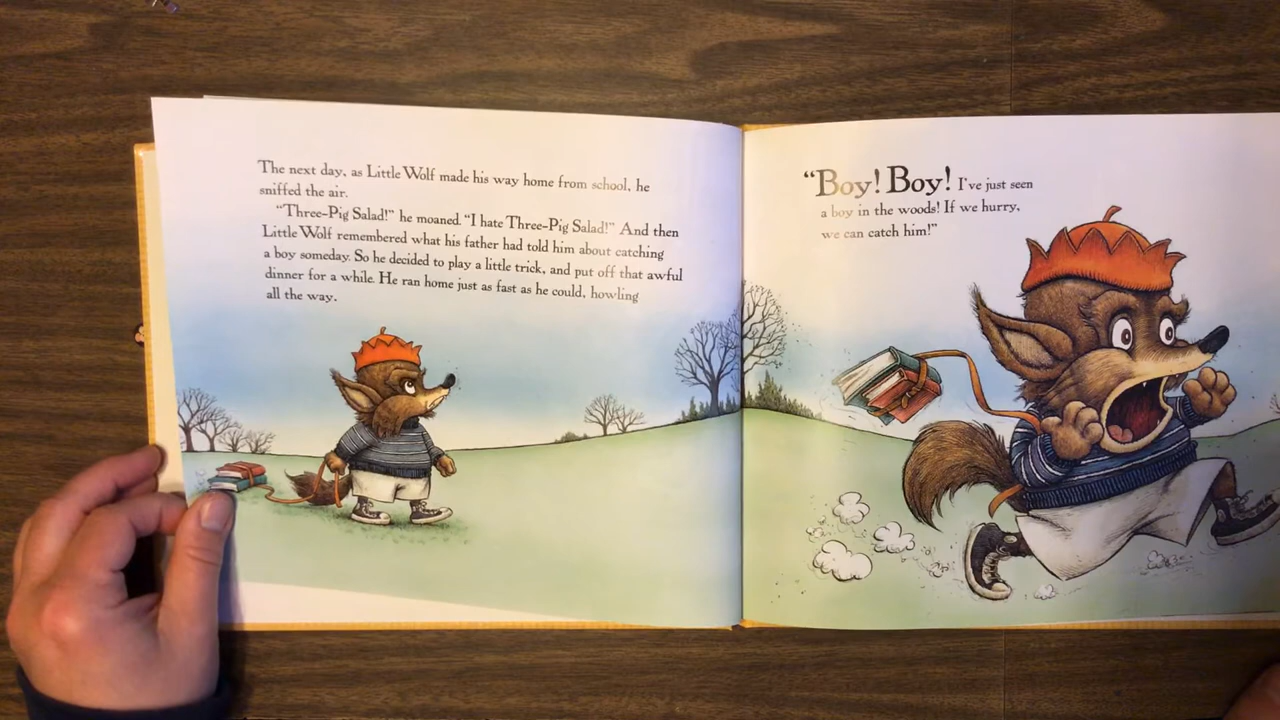 The next day, as Little Wolf made his way home from school, he
sniffed the air.
“Three-Pig Salad!” he moaned. “I hate Three-Pig Salad!” And then
Little Wolf remembered what his father had told him about catching
a boy someday. So he decided to play a little trick, and put off that awful
dinner for a while. He ran home just as fast as he could, howling
all the way.
“Boy! Boy! I’ve just seen
a boy in the woods! If we hurry,
we can catch him!”